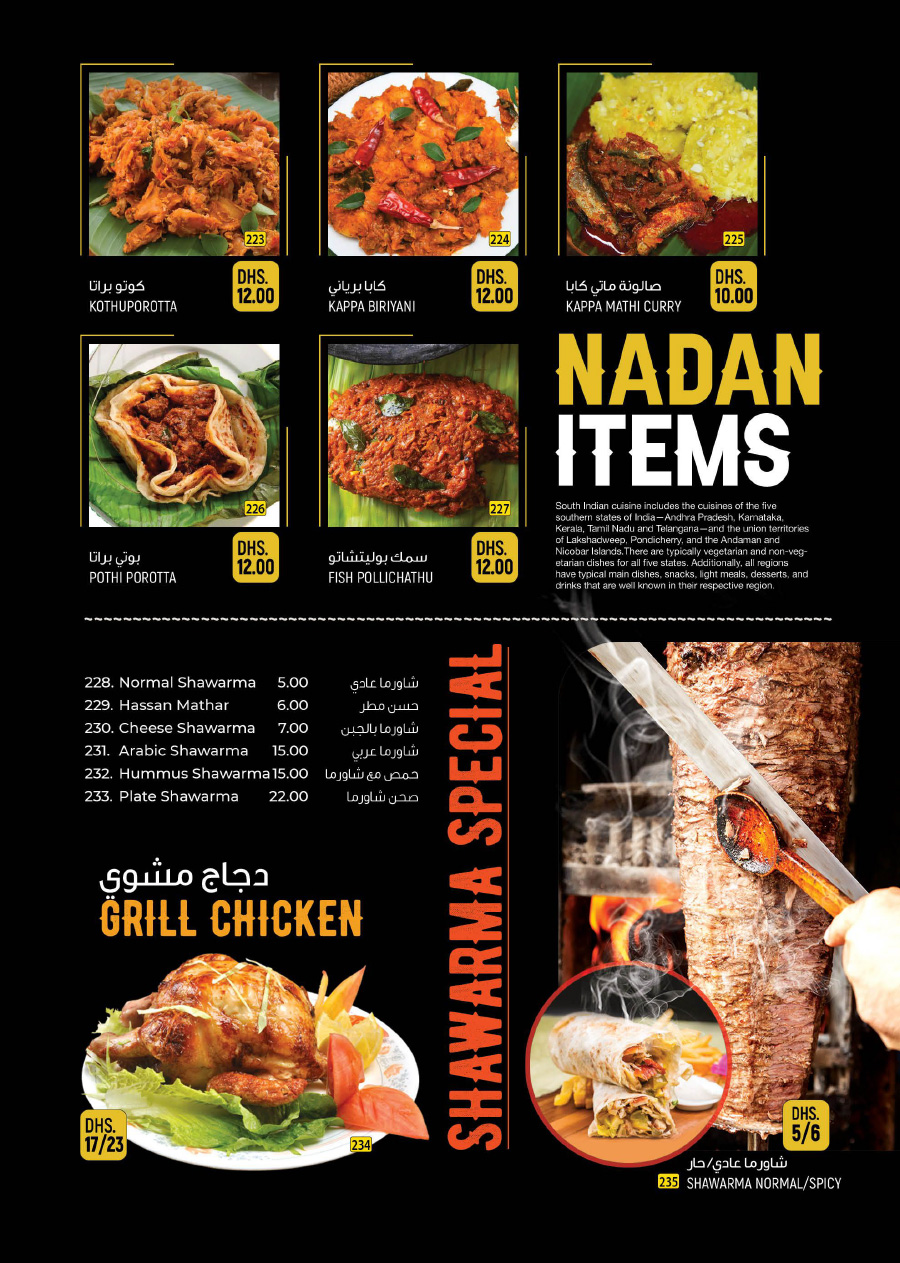 223
كوتو براتا
KOTHUPOROTTA
DHS.
12.00
224
كابا برياني
KAPPA BIRIYANI
DHS.
12.00
225
صالونة ماتي كابا
KAPPA MATHI CURRY
DHS.
10.00
226
بوتي براتا
POTHI POROTTA
DHS.
12.00
227
سمك بوليتشاتو
FISH POLLICHATHU
DHS.
12.00
NADAN
ITEMS
South Indian cuisine includes the cuisines of the five
southern states of India—Andhra Pradesh, Karnataka,
Kerala, Tamil Nadu and Telangana—and the union territories
of Lakshadweep, Pondicherry, and the Andaman and
Nicobar Islands.There are typically vegetarian and non-veg-
etarian dishes for all five states. Additionally, all regions
have typical main dishes, snacks, light meals, desserts, and
drinks that are well known in their respective region.
228. Normal Shawarma 5.00 شاورما عادي
229. Hassan Mathar 6.00 حسن مطر
230. Cheese Shawarma 7.00 شاورما بالجبن
231. Arabic Shawarma 15.00 شاورما عربي
232. Hummus Shawarma 15.00 حمص مع شاورما
233. Plate Shawarma 22.00 صحن شاورما
SHAWARMA SPECIAL
دجاج مشوي
GRILL CHICKEN
DHS.
17/23
234
DHS.
5/6
شاورما عادي/حار
235 SHAWARMA NORMAL/SPICY